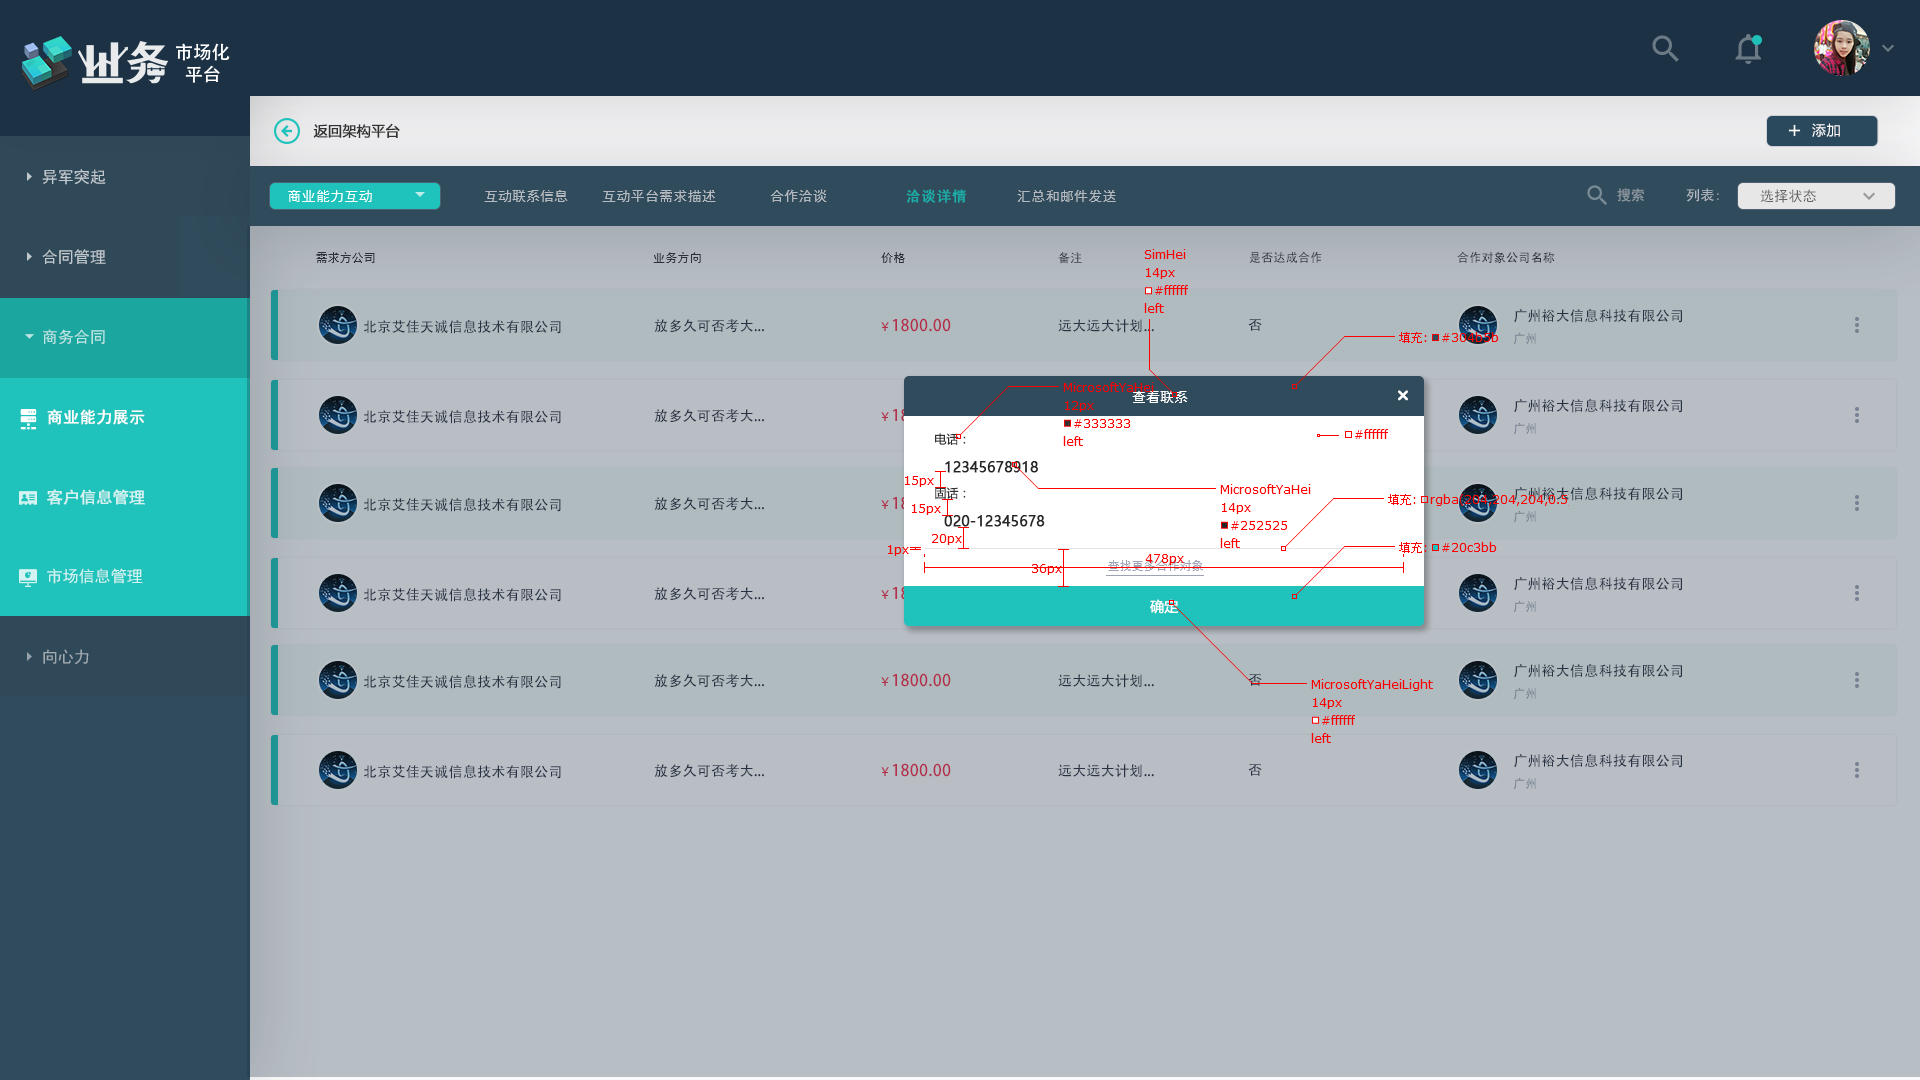 业务 市场化
平台
返回架构平台
添加
商业能力互动
互动联系信息
互动平台需求描述
合作洽谈
洽谈详情
汇总和邮件发送
搜索
列表：
选择状态
异军突起
合同管理
商务合同
商业能力展示
客户信息管理
市场信息管理
向心力
需求方公司
业务方向
价格
备注
是否达成合作
合作对象公司名称
SimHei
14px
#ffffff
left
北京艾佳天诚信息技术有限公司
放多久可否考大...
¥1800.00
远大远大计划...
否
广州裕大信息科技有限公司
广州
填充：
北京艾佳天诚信息技术有限公司
放多久可否考大...
广州裕大信息科技有限公司
广州
北京艾佳天诚信息技术有限公司
放多久可否考大...
广州裕大信息科技有限公司
广州
北京艾佳天诚信息技术有限公司
放多久可否考大...
广州裕大信息科技有限公司
广州
北京艾佳天诚信息技术有限公司
放多久可否考大...
¥1800.00
远大远大计划...
否
广州裕大信息科技有限公司
广州
北京艾佳天诚信息技术有限公司
放多久可否考大...
¥1800.00
远大远大计划...
否
广州裕大信息科技有限公司
广州
查看联系
MicrosoftYaHei
12px
#333333
left
#ffffff
电话：
12345678918
15px
固话：
15px
020-12345678
20px
1px
MicrosoftYaHei
14px
#252525
left
填充：
填充：#20c3bb
478px
36px
查找更多合作对象
确定
MicrosoftYaHeiLight
14px
#ffffff
left